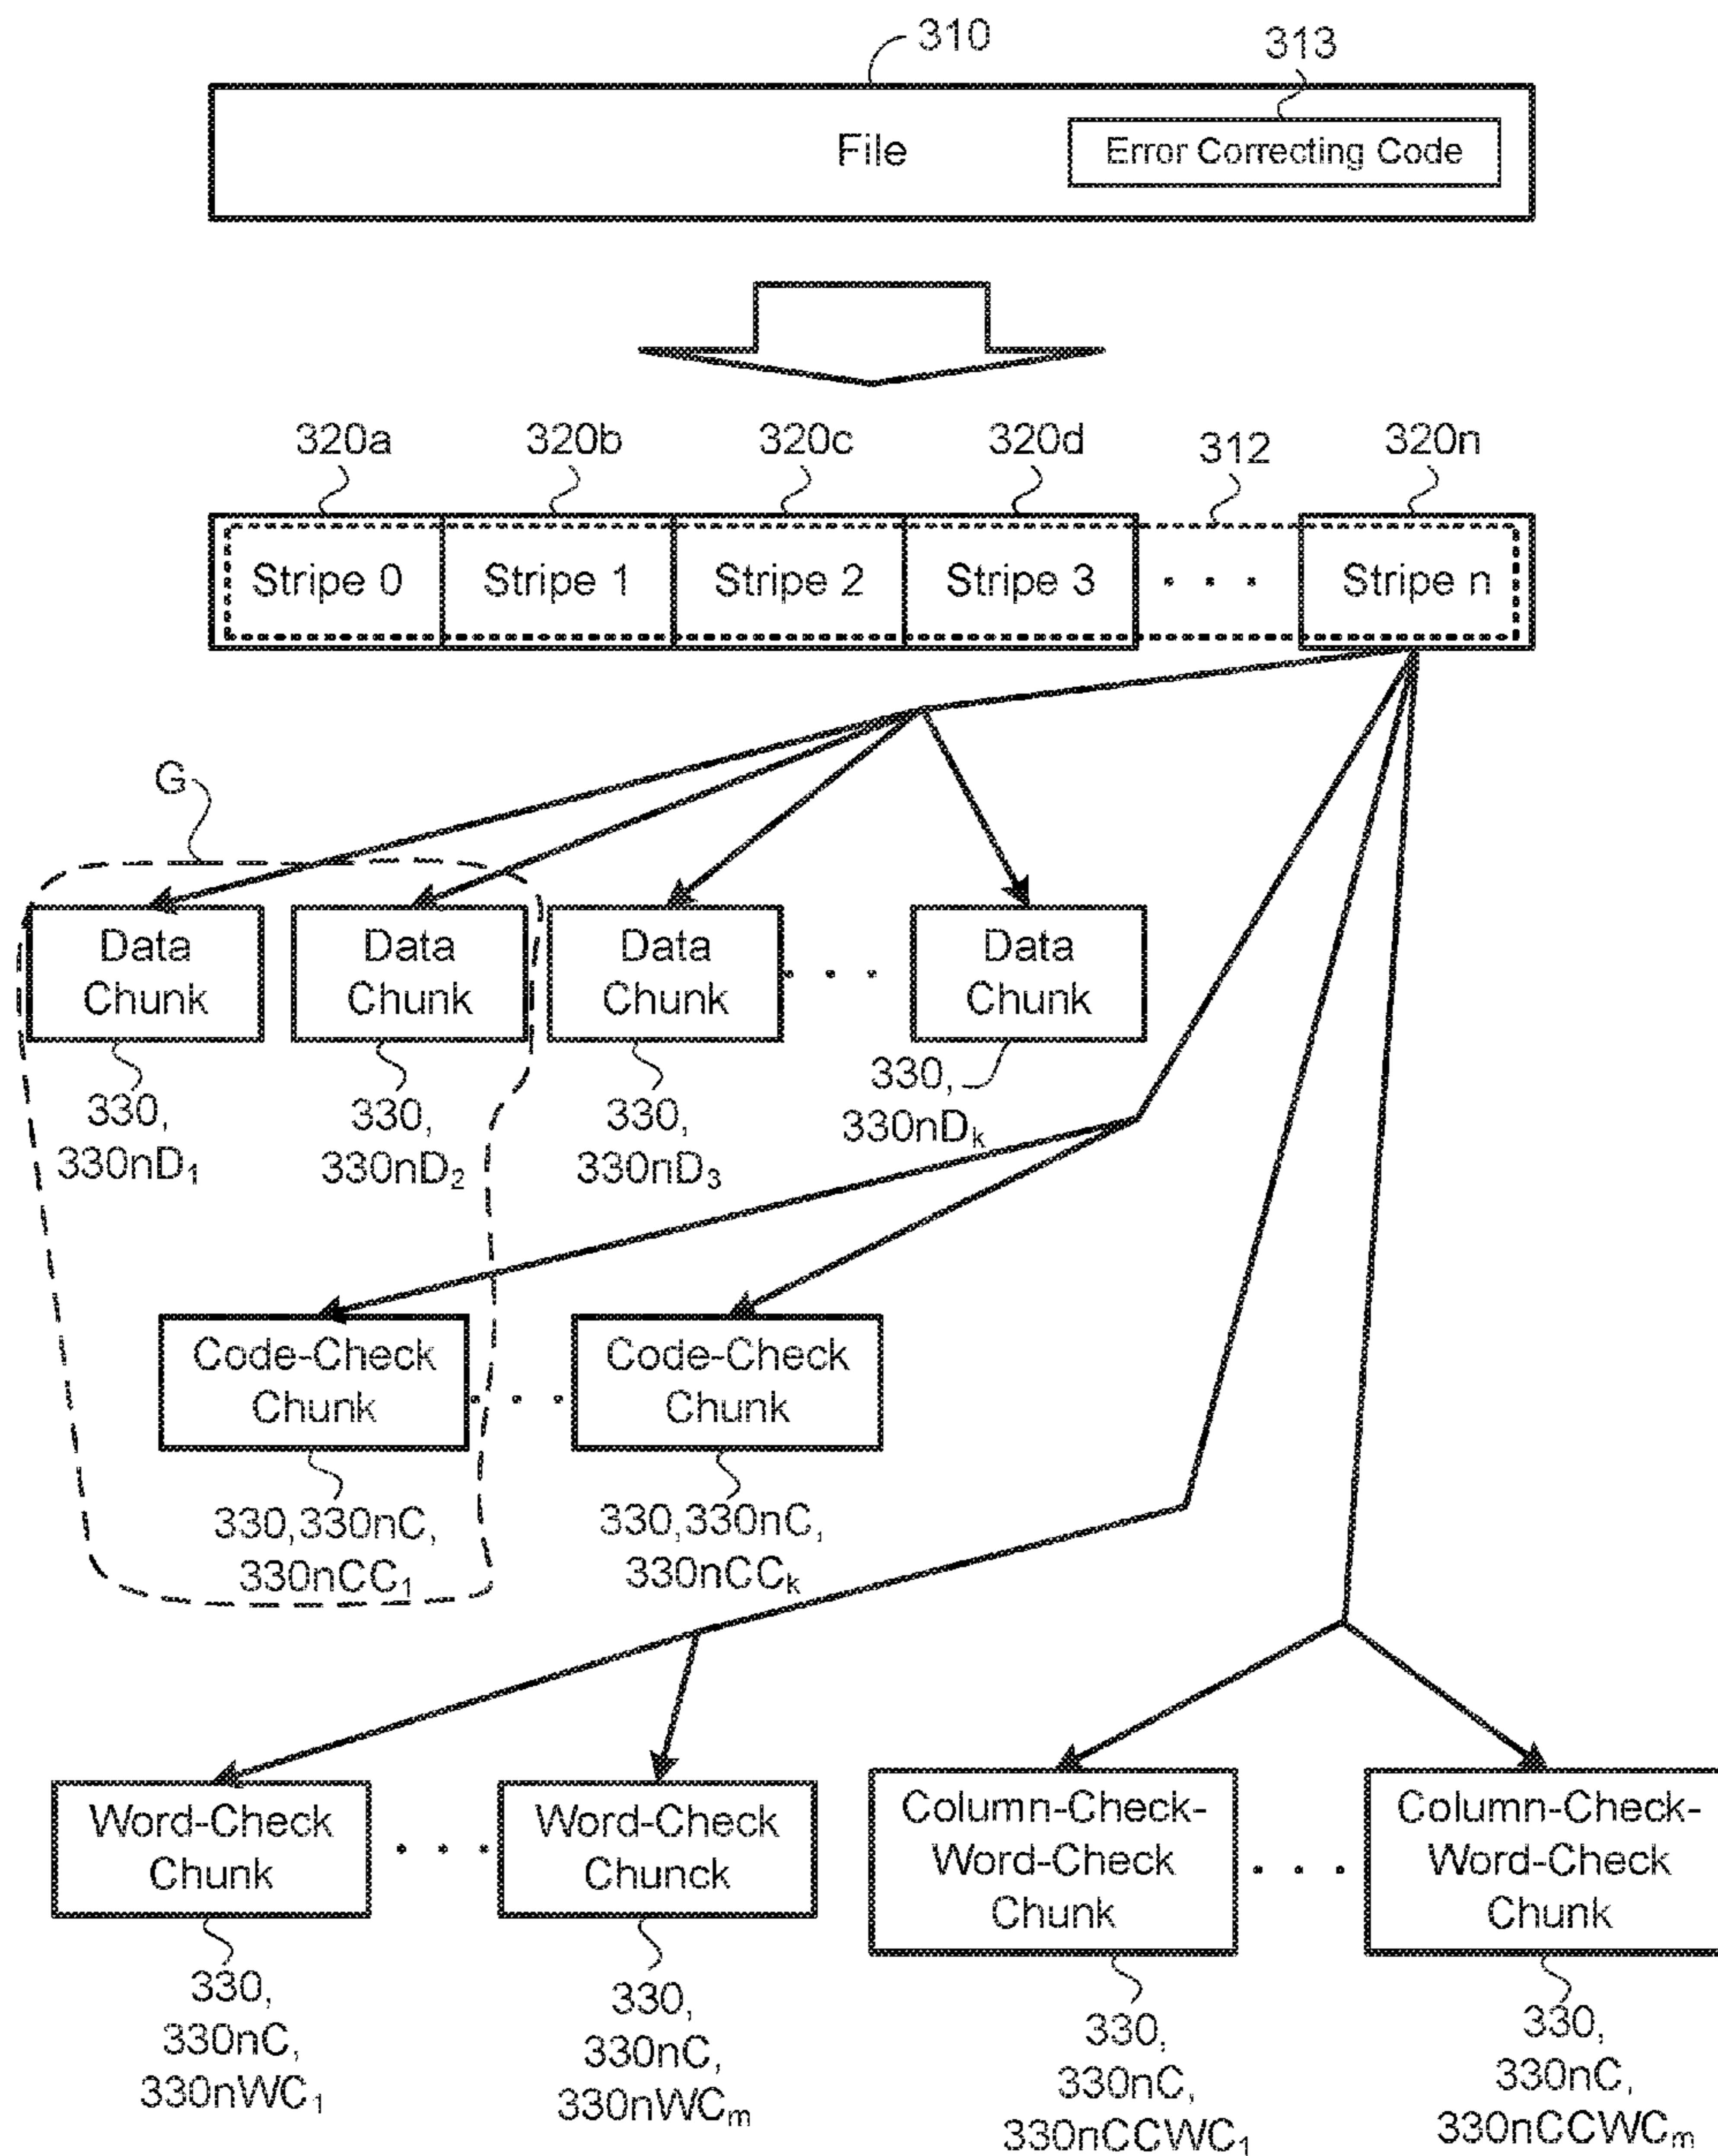 310
313
File
Error Correcting Code
320a
320b
320c
320d
312
320n
Stripe 0
Stripe 1
Stripe 2
Stripe 3
. . .
Stripe n
G
Data
Chunk
Data
Chunk
Data
Chunk
. . .
Data
Chunk
330,
330nD₁
330,
330nD₂
330,
330nD₃
330,
330nDₖ
Code-Check
Chunk
. . .
Code-Check
Chunk
330,330nC,
330nCC₁
330,330nC,
330nCCₖ
Word-Check
Chunk
. . .
Word-Check
Chunck
Column-Check-
Word-Check
Chunk
. . .
Column-Check-
Word-Check
Chunk
330,
330nC,
330nWC₁
330,
330nC,
330nWCₘ
330,
330nC,
330nCCWC₁
330,
330nC,
330nCCWCₘ